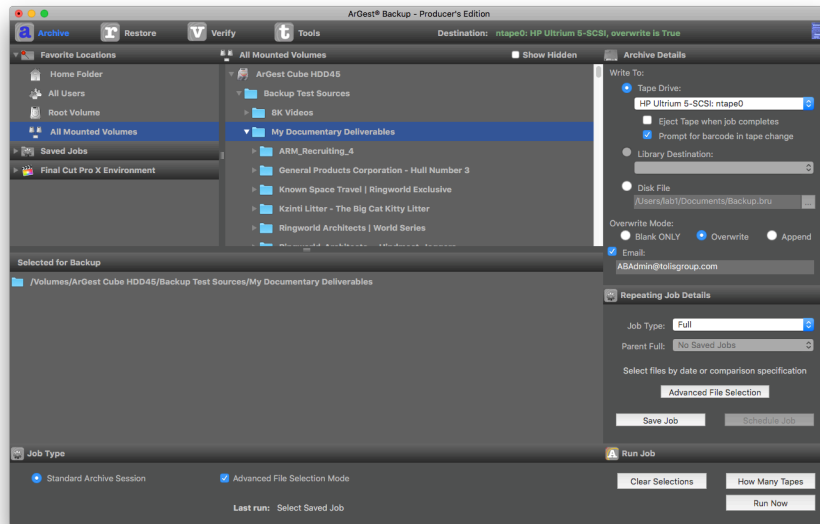 ArGest® Backup - Producer's Edition
a Archive r Restore V Verify t Tools Destination: ntape0: HP Ultrium 5-SCSI, overwrite is True
Favorite Locations
Home Folder
All Users
Root Volume
All Mounted Volumes
Saved Jobs
Final Cut Pro X Environment
All Mounted Volumes Show Hidden
ArGest Cube HDD45
Backup Test Sources
8K Videos
My Documentary Deliverables
ARM_Recruiting_4
General Products Corporation - Hull Number 3
Known Space Travel | Ringworld Exclusive
Kzinti Litter - The Big Cat Kitty Litter
Ringworld Architects | World Series
Archive Details
Write To:
Tape Drive:
HP Ultrium 5-SCSI: ntape0
Eject Tape when job completes
Prompt for barcode in tape change
Library Destination:
Disk File
/Users/lab1/Documents/Backup.bru ...
Overwrite Mode:
Blank ONLY Overwrite Append
Email:
ABAdmin@tolisgroup.com
Selected for Backup
/Volumes/ArGest Cube HDD45/Backup Test Sources/My Documentary Deliverables
Repeating Job Details
Job Type: Full
Parent Full: No Saved Jobs
Select files by date or comparison specification
Advanced File Selection
Save Job Schedule Job
Job Type
Standard Archive Session Advanced File Selection Mode
Last run: Select Saved Job
A Run Job
Clear Selections How Many Tapes
Run Now